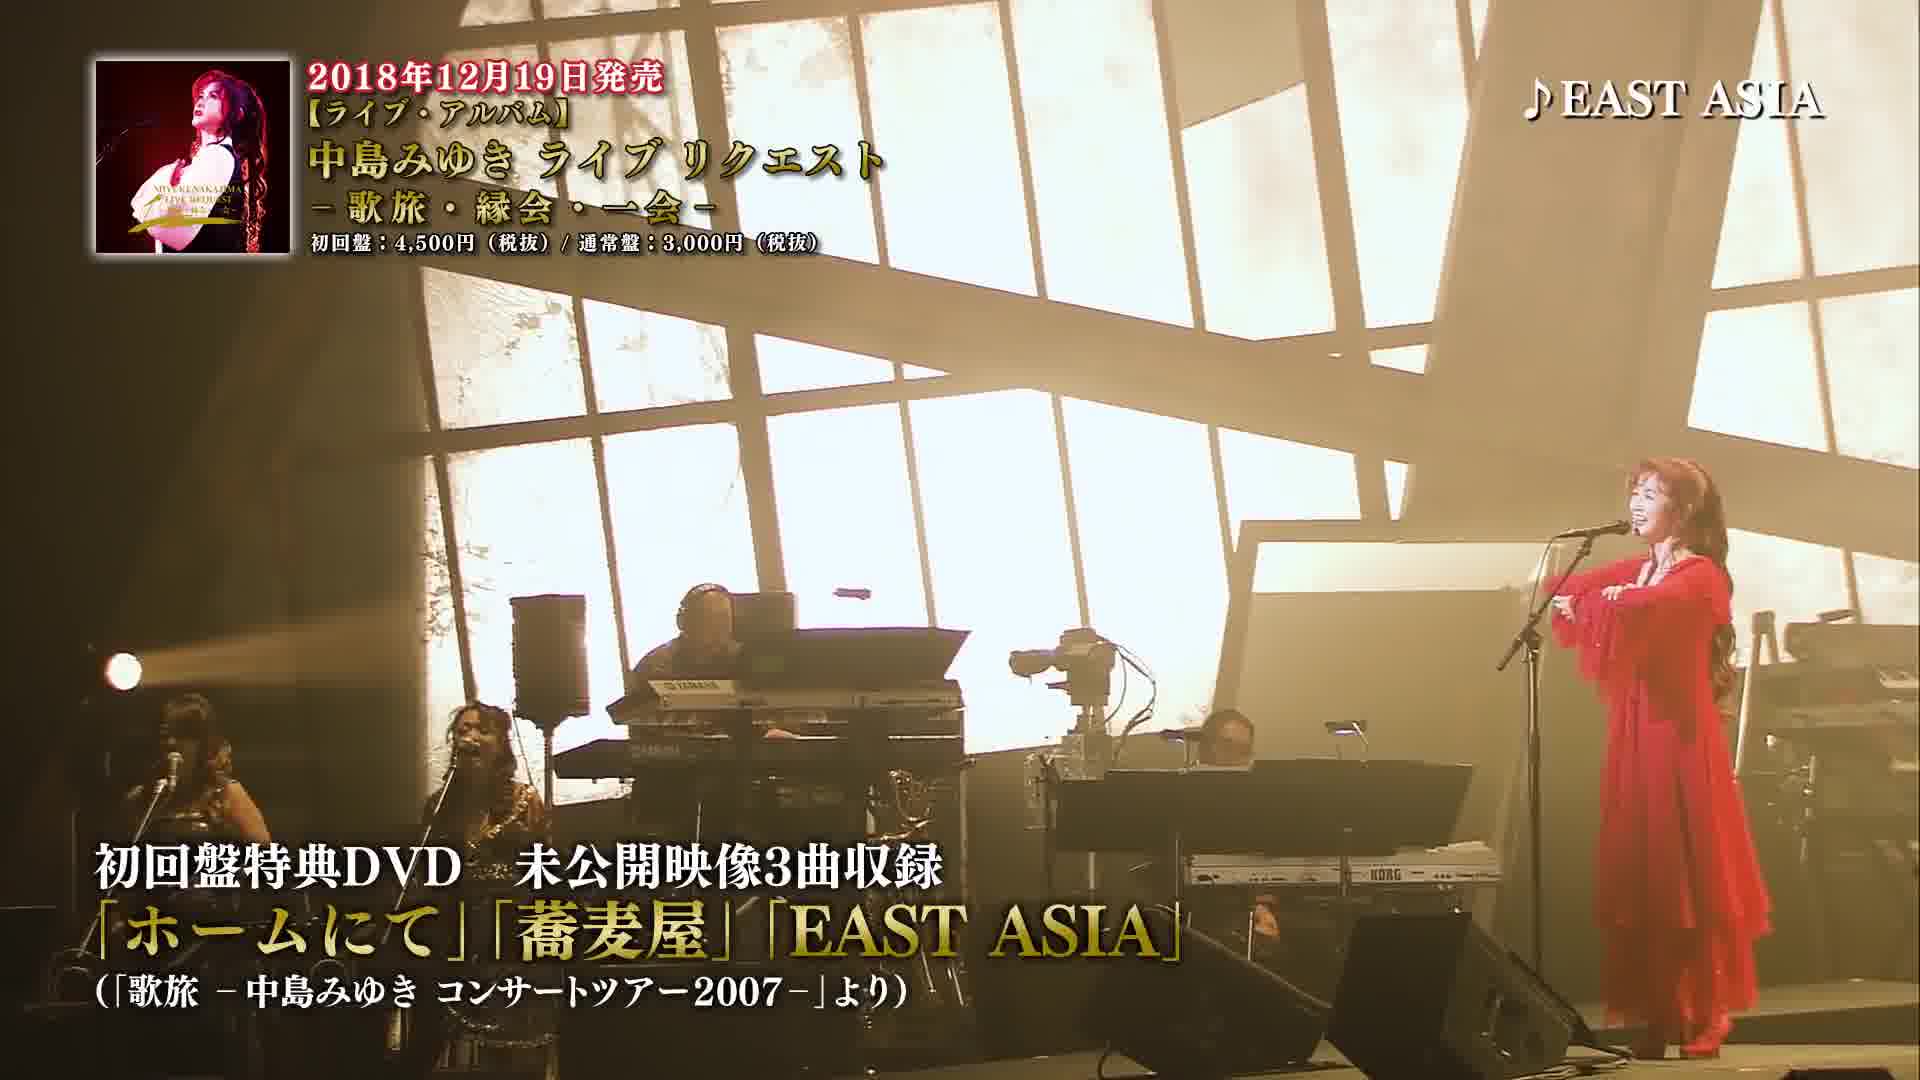 2018年12月19日発売
【ライブ・アルバム】
中島みゆき ライブ リクエスト
－歌旅・縁会・一会－
初回盤：4,500円（税抜）/ 通常盤：3,000円（税抜）
MIYUKI NAKAJIMA
LIVE REQUEST
♪EAST ASIA
YAMAHA
KORG
初回盤特典DVD　未公開映像3曲収録
「ホームにて」「蕎麦屋」「EAST ASIA」
（「歌旅 －中島みゆき コンサートツアー2007－」より）